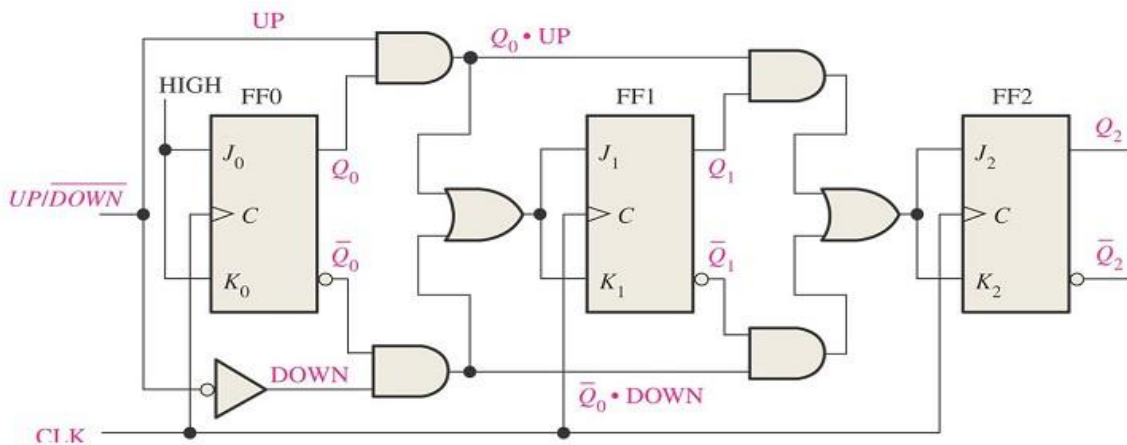 UP
Q₀ • UP
HIGH
FF0
FF1
FF2
J₀
Q₀
J₁
Q₁
J₂
Q₂
UP/D̅O̅W̅N̅
C
C
C
Q̅₀
Q̅₁
Q̅₂
K₀
K₁
K₂
DOWN
Q̅₀ • DOWN
CLK